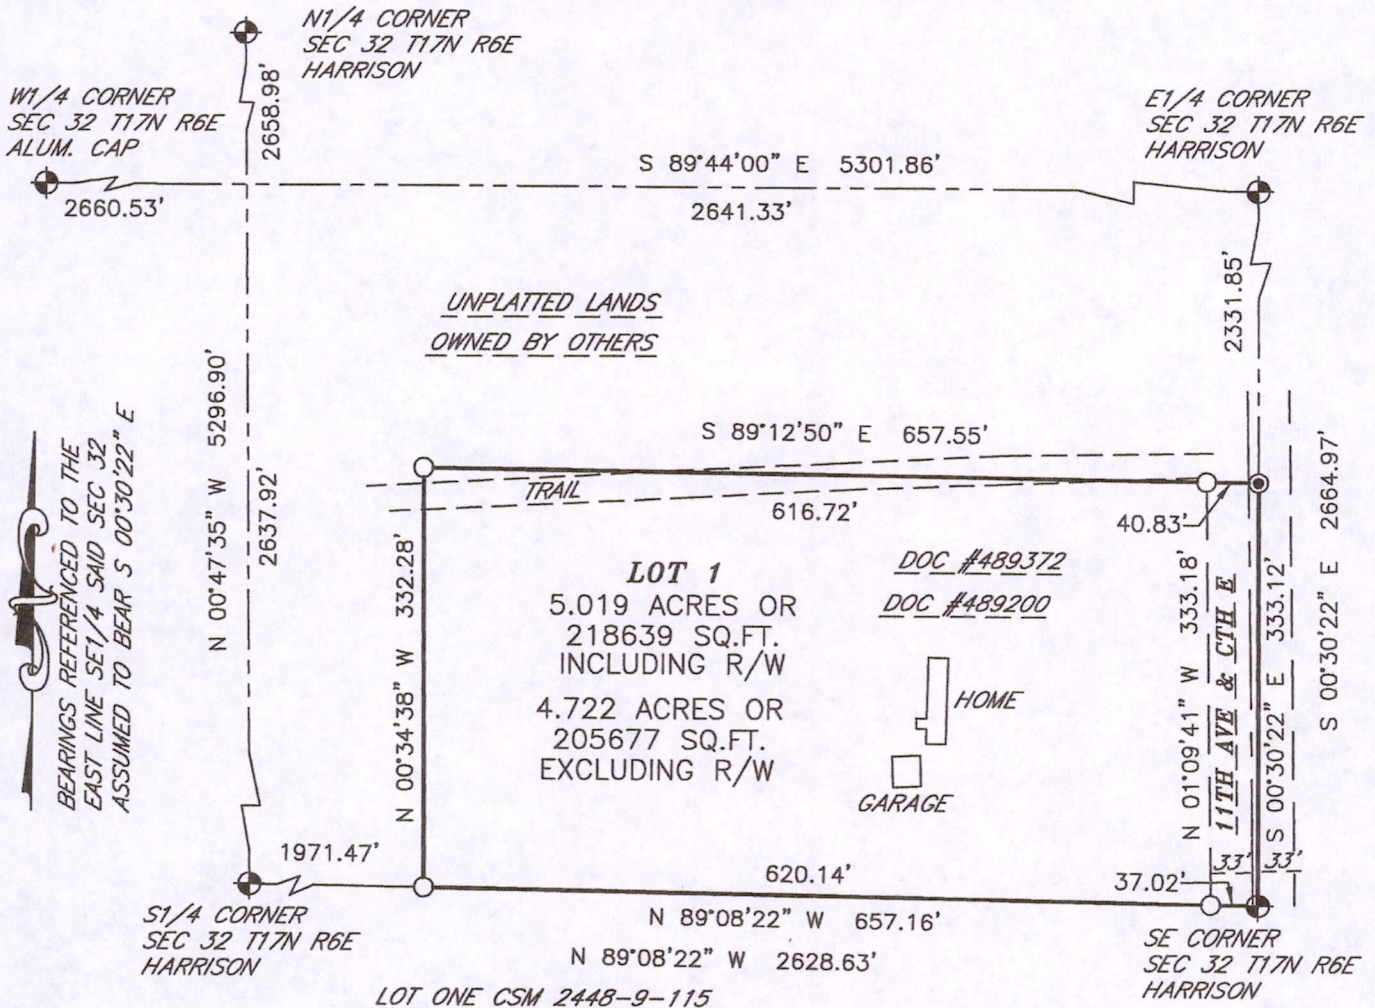 N1/4 CORNER
SEC 32 T17N R6E
HARRISON
W1/4 CORNER
SEC 32 T17N R6E
ALUM. CAP
E1/4 CORNER
SEC 32 T17N R6E
HARRISON
2658.98'
S 89°44'00" E 5301.86'
2660.53'
2641.33'
2331.85'
UNPLATTED LANDS
OWNED BY OTHERS
N 00°47'35" W 5296.90'
2637.92'
BEARINGS REFERENCED TO THE
EAST LINE SE1/4 SAID SEC 32
ASSUMED TO BEAR S 00°30'22" E
S 89°12'50" E 657.55'
TRAIL
616.72'
40.83'
S 00°30'22" E 2664.97'
N 00°34'38" W 332.28'
LOT 1
5.019 ACRES OR
218639 SQ.FT.
INCLUDING R/W
4.722 ACRES OR
205677 SQ.FT.
EXCLUDING R/W
DOC #489372
DOC #489200
HOME
GARAGE
N 01°09'41" W 333.18'
11TH AVE & CTH E
S 00°30'22" E 333.12'
33'
33'
1971.47'
620.14'
37.02'
N 89°08'22" W 657.16'
N 89°08'22" W 2628.63'
S1/4 CORNER
SEC 32 T17N R6E
HARRISON
SE CORNER
SEC 32 T17N R6E
HARRISON
LOT ONE CSM 2448-9-115